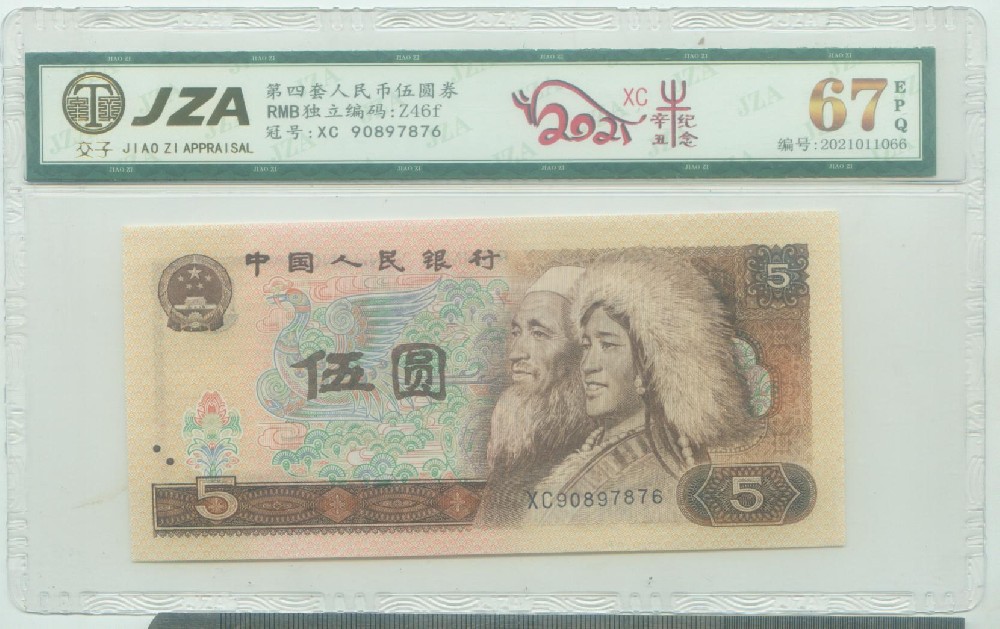 JZA
第四套人民币伍圆券
RMB独立编码:Z46f
冠号:XC 90897876
交子 JIAO ZI APPRAISAL
2021
XC
辛丑
纪念
67
EPQ
编号:2021011066
中国人民银行
5
伍圆
5
XC90897876
5